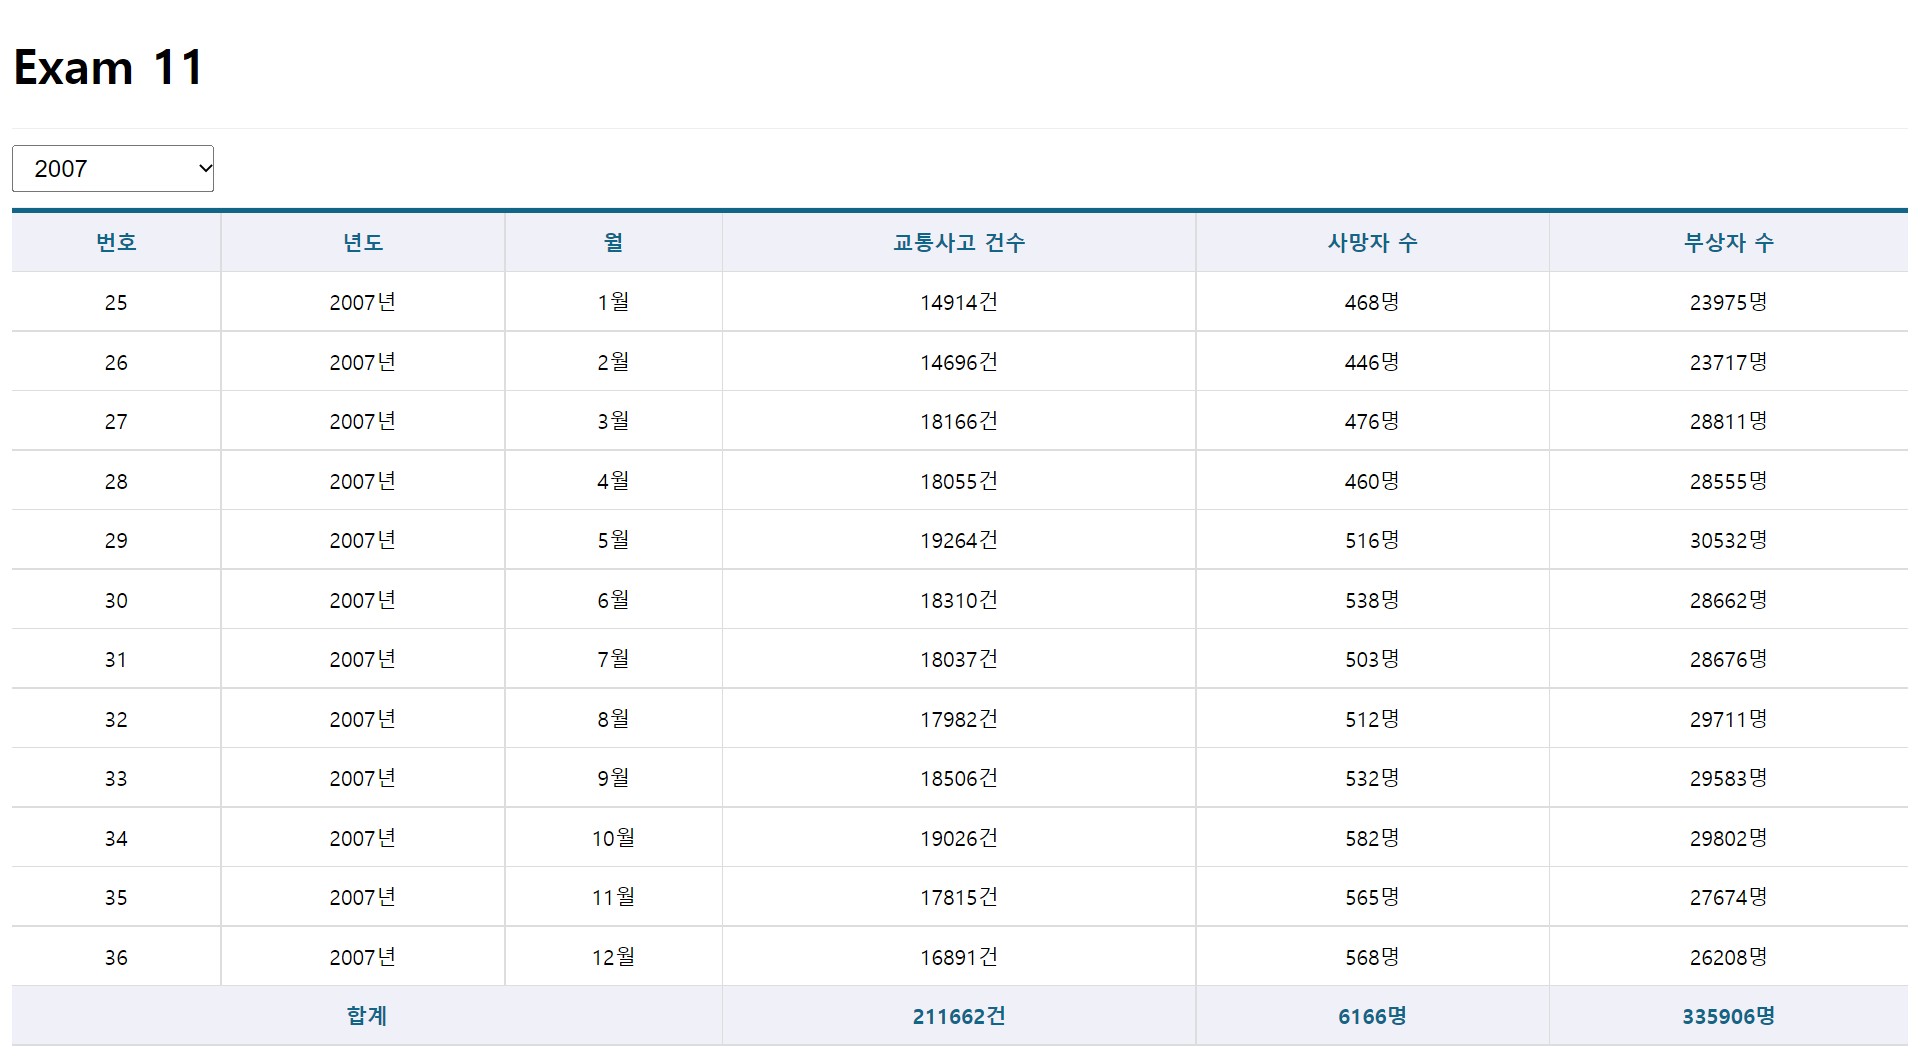 Exam 11
2007
번호 년도 월 교통사고 건수 사망자 수 부상자 수
25 2007년 1월 14914건 468명 23975명
26 2007년 2월 14696건 446명 23717명
27 2007년 3월 18166건 476명 28811명
28 2007년 4월 18055건 460명 28555명
29 2007년 5월 19264건 516명 30532명
30 2007년 6월 18310건 538명 28662명
31 2007년 7월 18037건 503명 28676명
32 2007년 8월 17982건 512명 29711명
33 2007년 9월 18506건 532명 29583명
34 2007년 10월 19026건 582명 29802명
35 2007년 11월 17815건 565명 27674명
36 2007년 12월 16891건 568명 26208명
합계 211662건 6166명 335906명